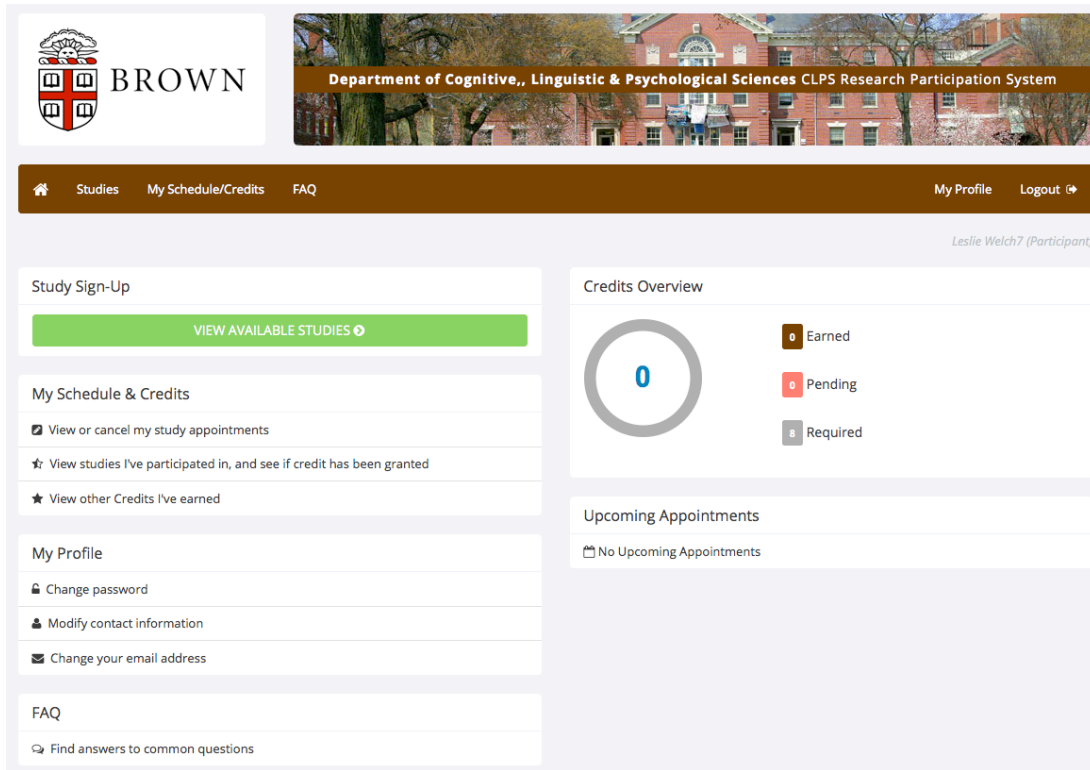 BROWN
Department of Cognitive,, Linguistic & Psychological Sciences CLPS Research Participation System
Studies My Schedule/Credits FAQ My Profile Logout
Leslie Welch7 (Participant
Study Sign-Up
VIEW AVAILABLE STUDIES
My Schedule & Credits
View or cancel my study appointments
View studies I've participated in, and see if credit has been granted
View other Credits I've earned
My Profile
Change password
Modify contact information
Change your email address
FAQ
Find answers to common questions
Credits Overview
0
0 Earned
0 Pending
8 Required
Upcoming Appointments
No Upcoming Appointments